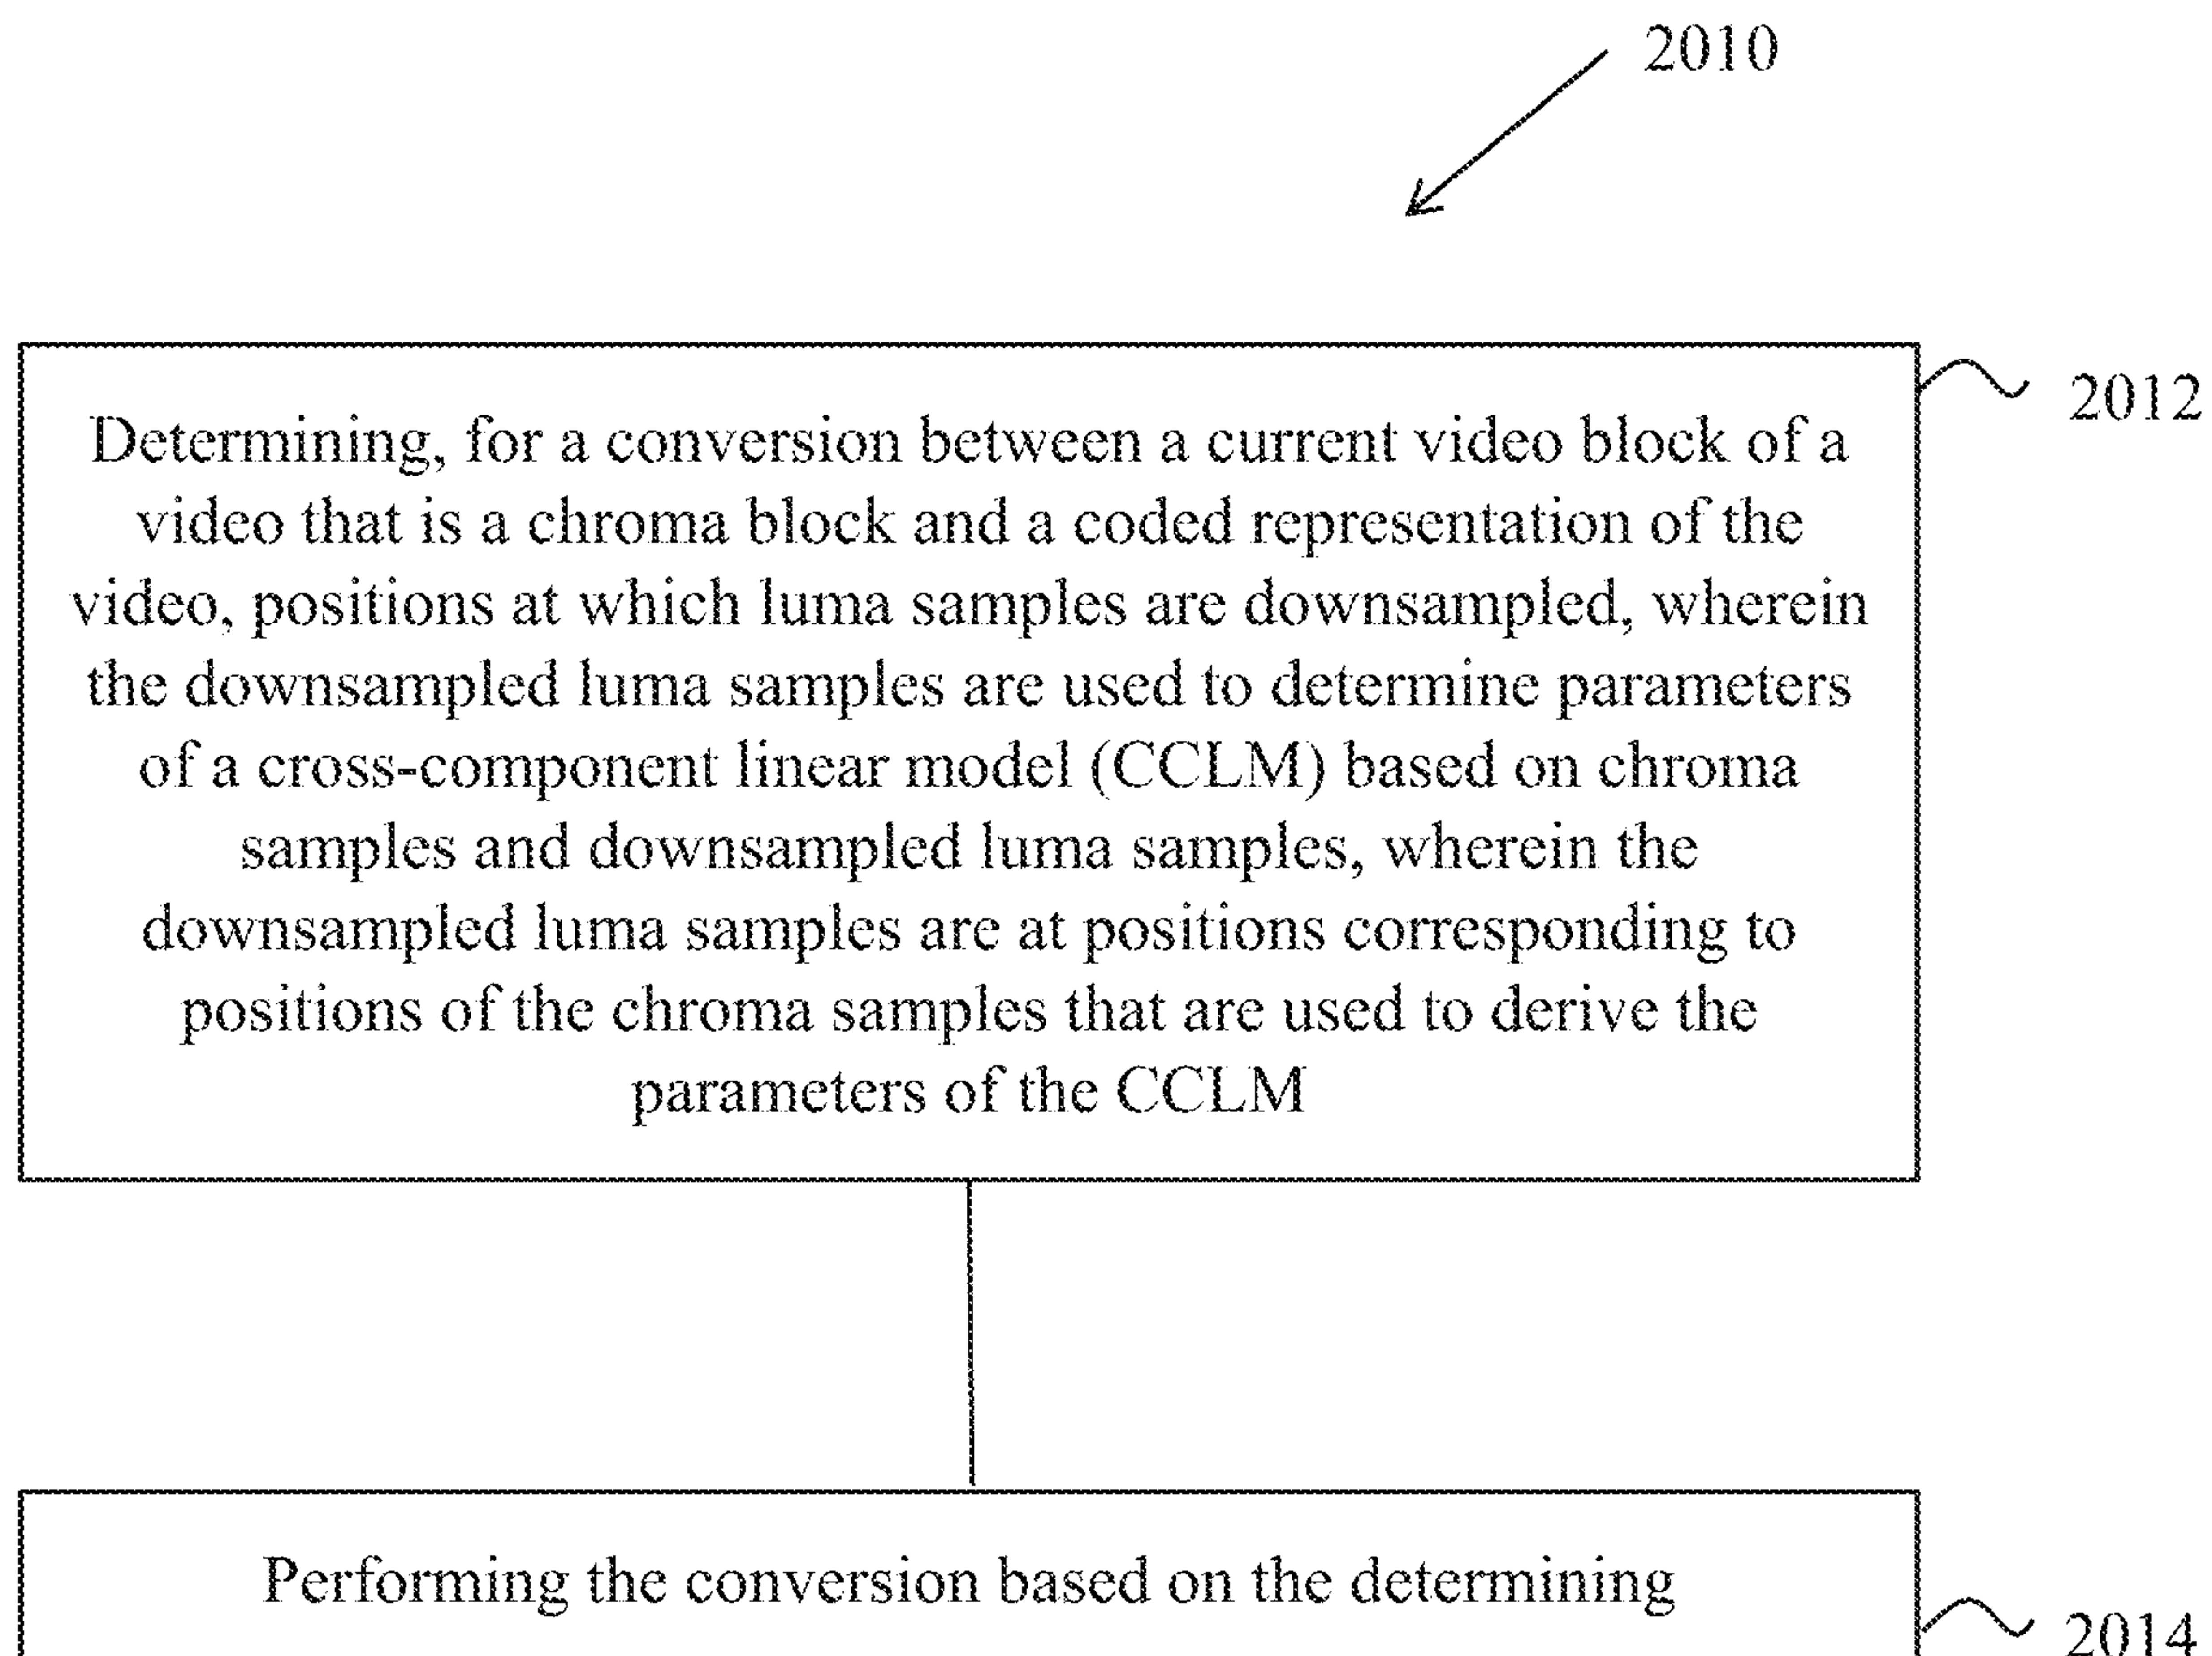 2010
2012
Determining, for a conversion between a current video block of a
video that is a chroma block and a coded representation of the
video, positions at which luma samples are downsampled, wherein
the downsampled luma samples are used to determine parameters
of a cross-component linear model (CCLM) based on chroma
samples and downsampled luma samples, wherein the
downsampled luma samples are at positions corresponding to
positions of the chroma samples that are used to derive the
parameters of the CCLM
Performing the conversion based on the determining
2014